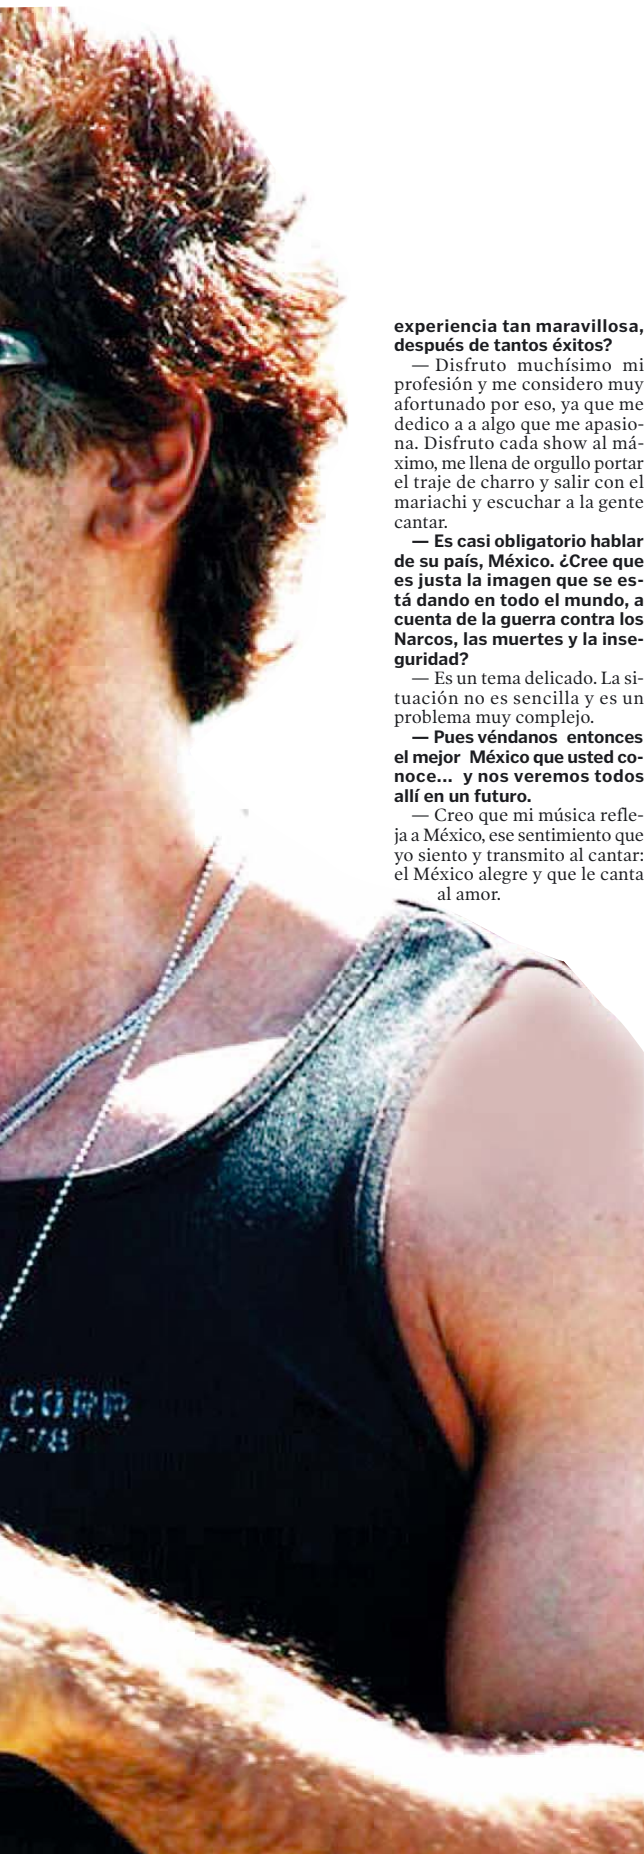 experiencia tan maravillosa,
después de tantos éxitos?
— Disfruto muchísimo mi
profesión y me considero muy
afortunado por eso, ya que me
dedico a a algo que me apasio-
na. Disfruto cada show al má-
ximo, me llena de orgullo portar
el traje de charro y salir con el
mariachi y escuchar a la gente
cantar.
— Es casi obligatorio hablar
de su país, México. ¿Cree que
es justa la imagen que se es-
tá dando en todo el mundo, a
cuenta de la guerra contra los
Narcos, las muertes y la inse-
guridad?
— Es un tema delicado. La si-
tuación no es sencilla y es un
problema muy complejo.
— Pues véndanos entonces
el mejor México que usted co-
noce... y nos veremos todos
allí en un futuro.
— Creo que mi música refle-
ja a México, ese sentimiento que
yo siento y transmito al cantar:
el México alegre y que le canta
al amor.
CORP.
-78